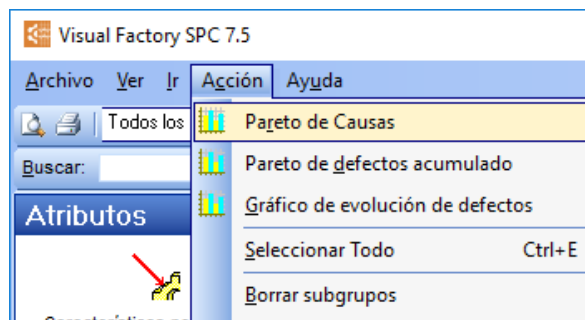 Visual Factory SPC 7.5
Archivo Ver Ir Acción Ayuda
Todos los
Pareto de Causas
Buscar:
Pareto de defectos acumulado
Atributos
Gráfico de evolución de defectos
Seleccionar Todo Ctrl+E
Borrar subgrupos